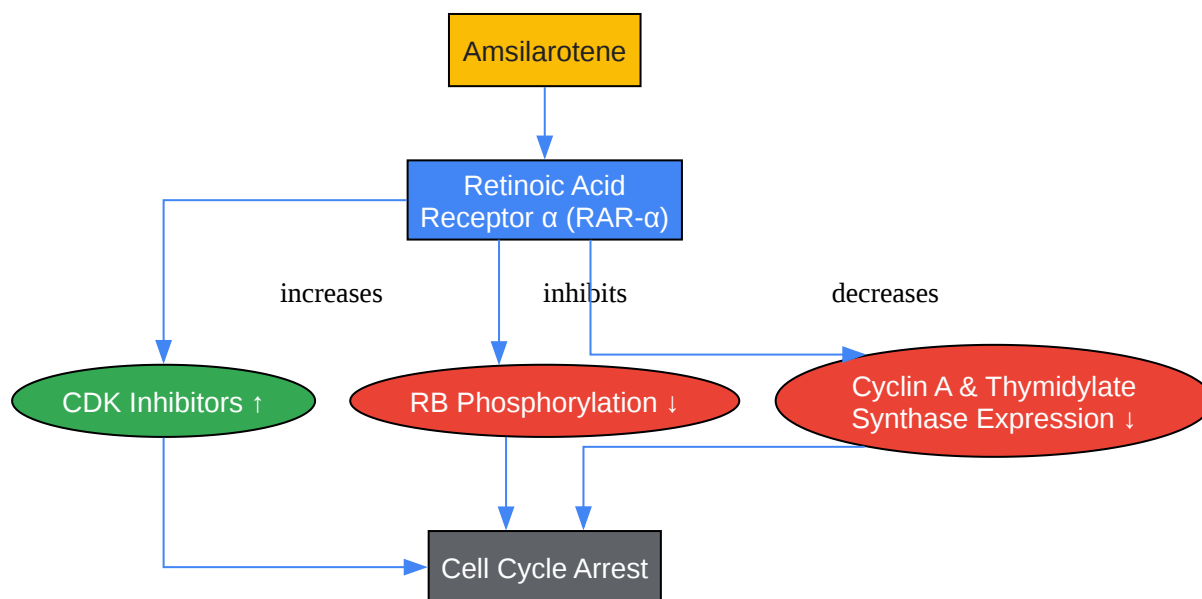 Amsilarotene
Retinoic Acid
Receptor α (RAR-α)
increases
inhibits
decreases
CDK Inhibitors ↑
RB Phosphorylation ↓
Cyclin A & Thymidylate
Synthase Expression ↓
Cell Cycle Arrest